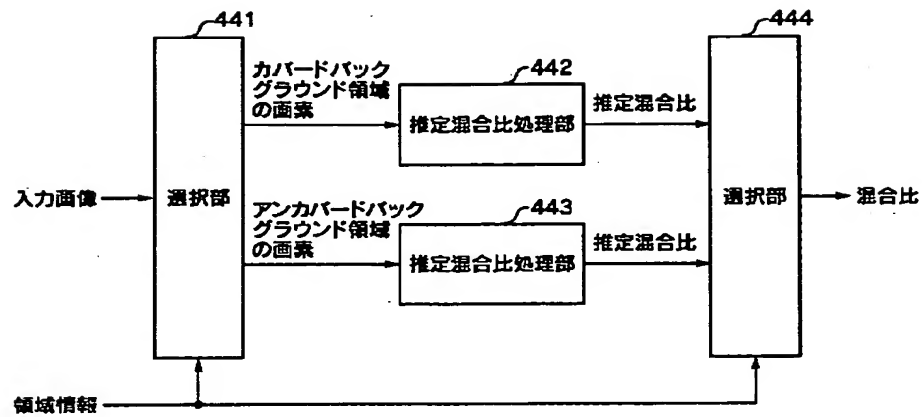 441
444
カバードバック
グラウンド領域
の画素
442
推定混合比処理部
推定混合比
入力画像
選択部
アンカバードバック
グラウンド領域
の画素
443
推定混合比処理部
推定混合比
選択部
混合比
領域情報